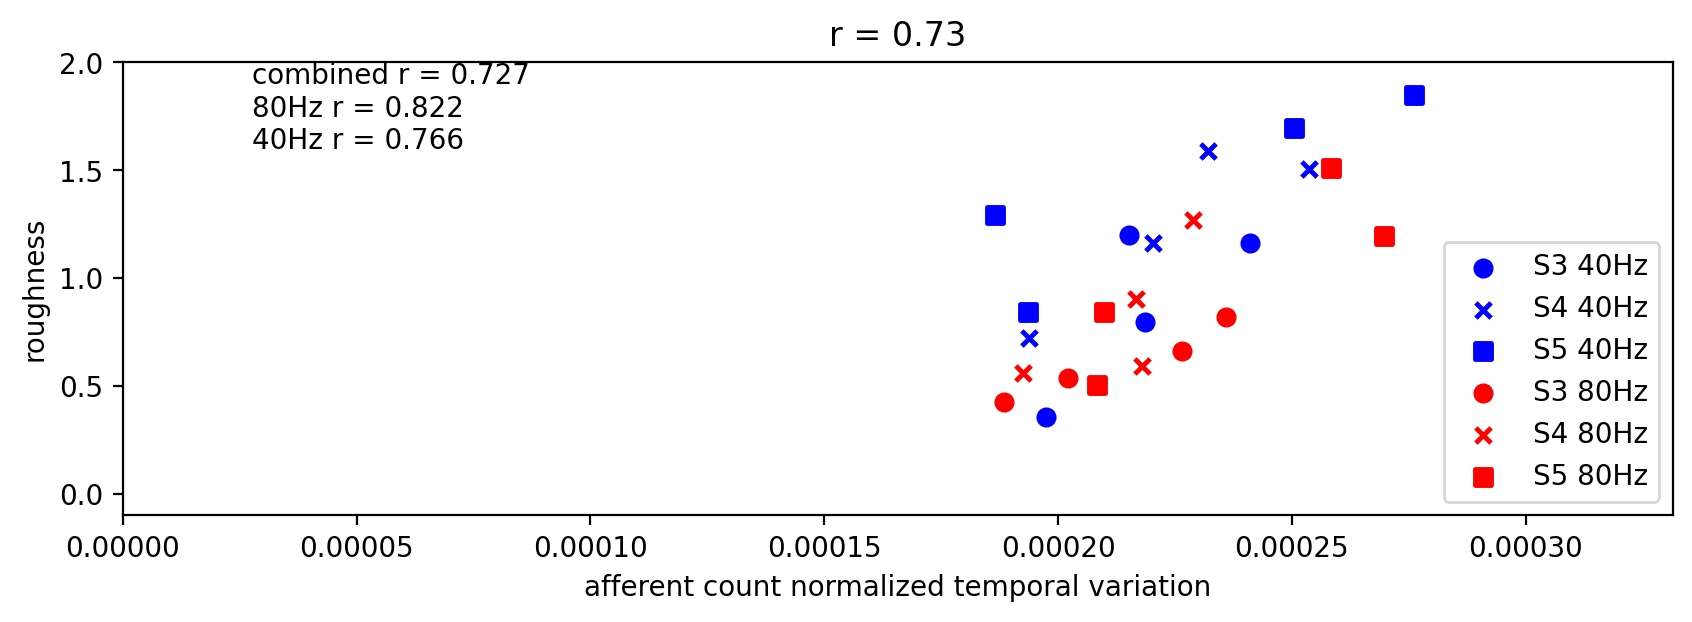 r = 0.73
combined r = 0.727
80Hz r = 0.822
40Hz r = 0.766
2.0
1.5
1.0
0.5
0.0
roughness
S3 40Hz
S4 40Hz
S5 40Hz
S3 80Hz
S4 80Hz
S5 80Hz
0.00000 0.00005 0.00010 0.00015 0.00020 0.00025 0.00030
afferent count normalized temporal variation